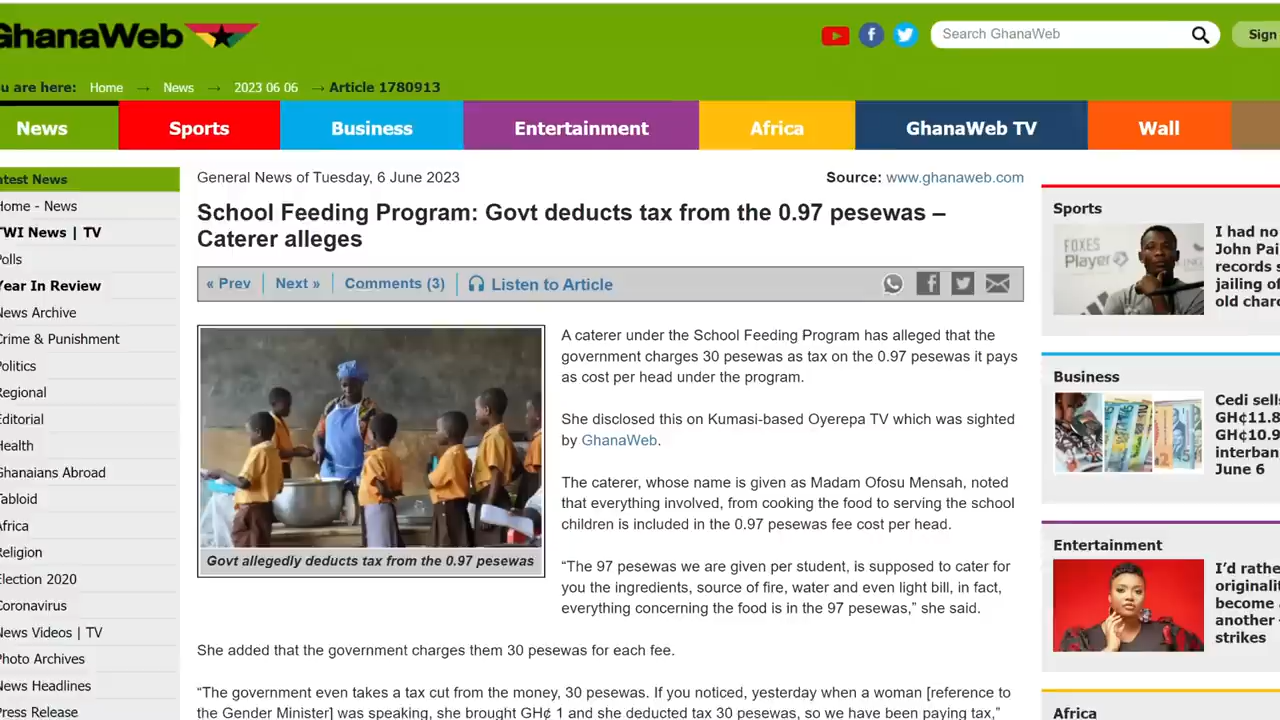 GhanaWeb
Search GhanaWeb
Sign
u are here: Home → News → 2023 06 06 → Article 1780913
News Sports Business Entertainment Africa GhanaWeb TV Wall
atest News
Home - News
TWI News | TV
Polls
Year In Review
News Archive
Crime & Punishment
Politics
Regional
Editorial
Health
Ghanaians Abroad
Tabloid
Africa
Religion
Election 2020
Coronavirus
News Videos | TV
Photo Archives
News Headlines
Press Release
General News of Tuesday, 6 June 2023
Source: www.ghanaweb.com
School Feeding Program: Govt deducts tax from the 0.97 pesewas –
Caterer alleges
« Prev Next » Comments (3) Listen to Article
Govt allegedly deducts tax from the 0.97 pesewas
A caterer under the School Feeding Program has alleged that the
government charges 30 pesewas as tax on the 0.97 pesewas it pays
as cost per head under the program.
She disclosed this on Kumasi-based Oyerepa TV which was sighted
by GhanaWeb.
The caterer, whose name is given as Madam Ofosu Mensah, noted
that everything involved, from cooking the food to serving the school
children is included in the 0.97 pesewas fee cost per head.
“The 97 pesewas we are given per student, is supposed to cater for
you the ingredients, source of fire, water and even light bill, in fact,
everything concerning the food is in the 97 pesewas,” she said.
She added that the government charges them 30 pesewas for each fee.
“The government even takes a tax cut from the money, 30 pesewas. If you noticed, yesterday when a woman [reference to
the Gender Minister] was speaking, she brought GH¢ 1 and she deducted tax 30 pesewas, so we have been paying tax,”
Sports
FOXES
Player
ING
I had no
John Pai
records s
jailing of
old char
Business
Cedi sells
GH¢11.8
GH¢10.9
interban
June 6
Entertainment
I’d rathe
originalit
become
another
strikes
Africa